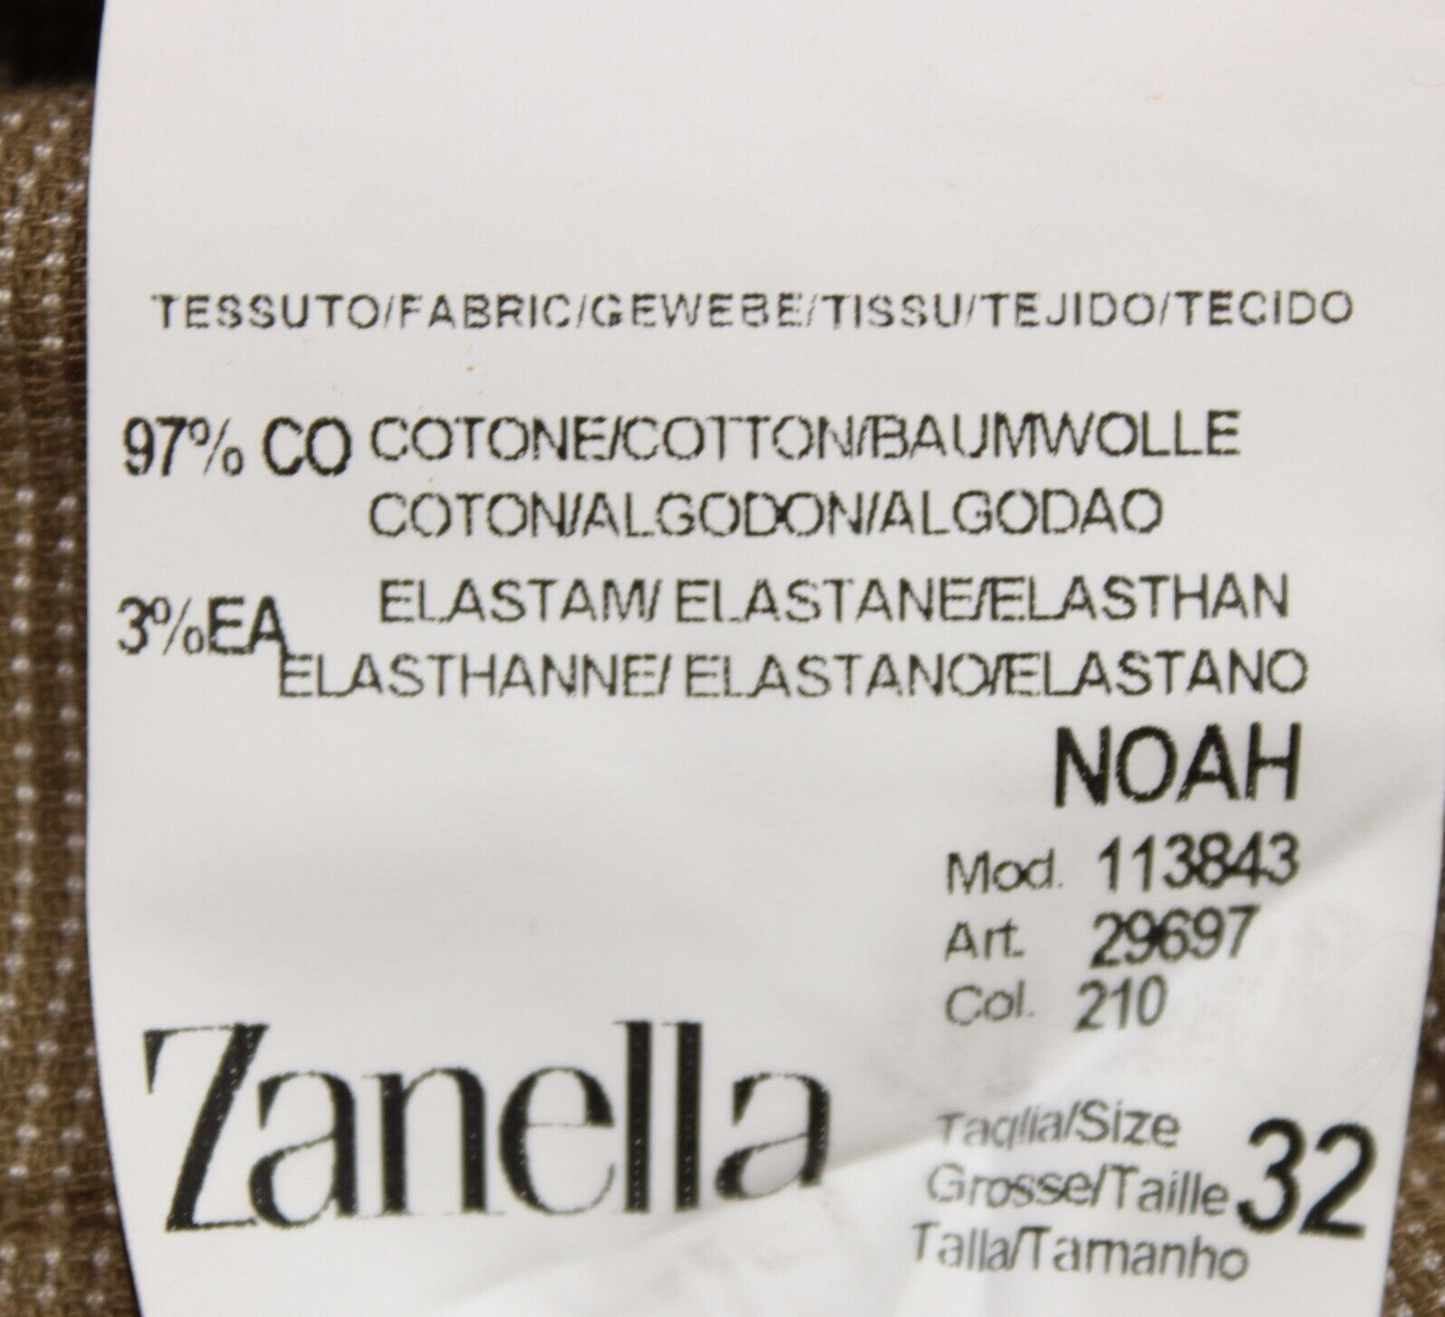 TESSUTO/FABRIC/GEWEBE/TISSU/TEJIDO/TECIDO
97% CO COTONE/COTTON/BAUMWOLLE
COTON/ALGODON/ALGODAO
3%EA ELASTAM/ ELASTANE/ELASTHAN
ELASTHANNE/ ELASTANO/ELASTANO
NOAH
Mod. 113843
Art. 29697
Col. 210
Zanella
Taglia/Size
Grosse/Taille 32
Talla/Tamanho